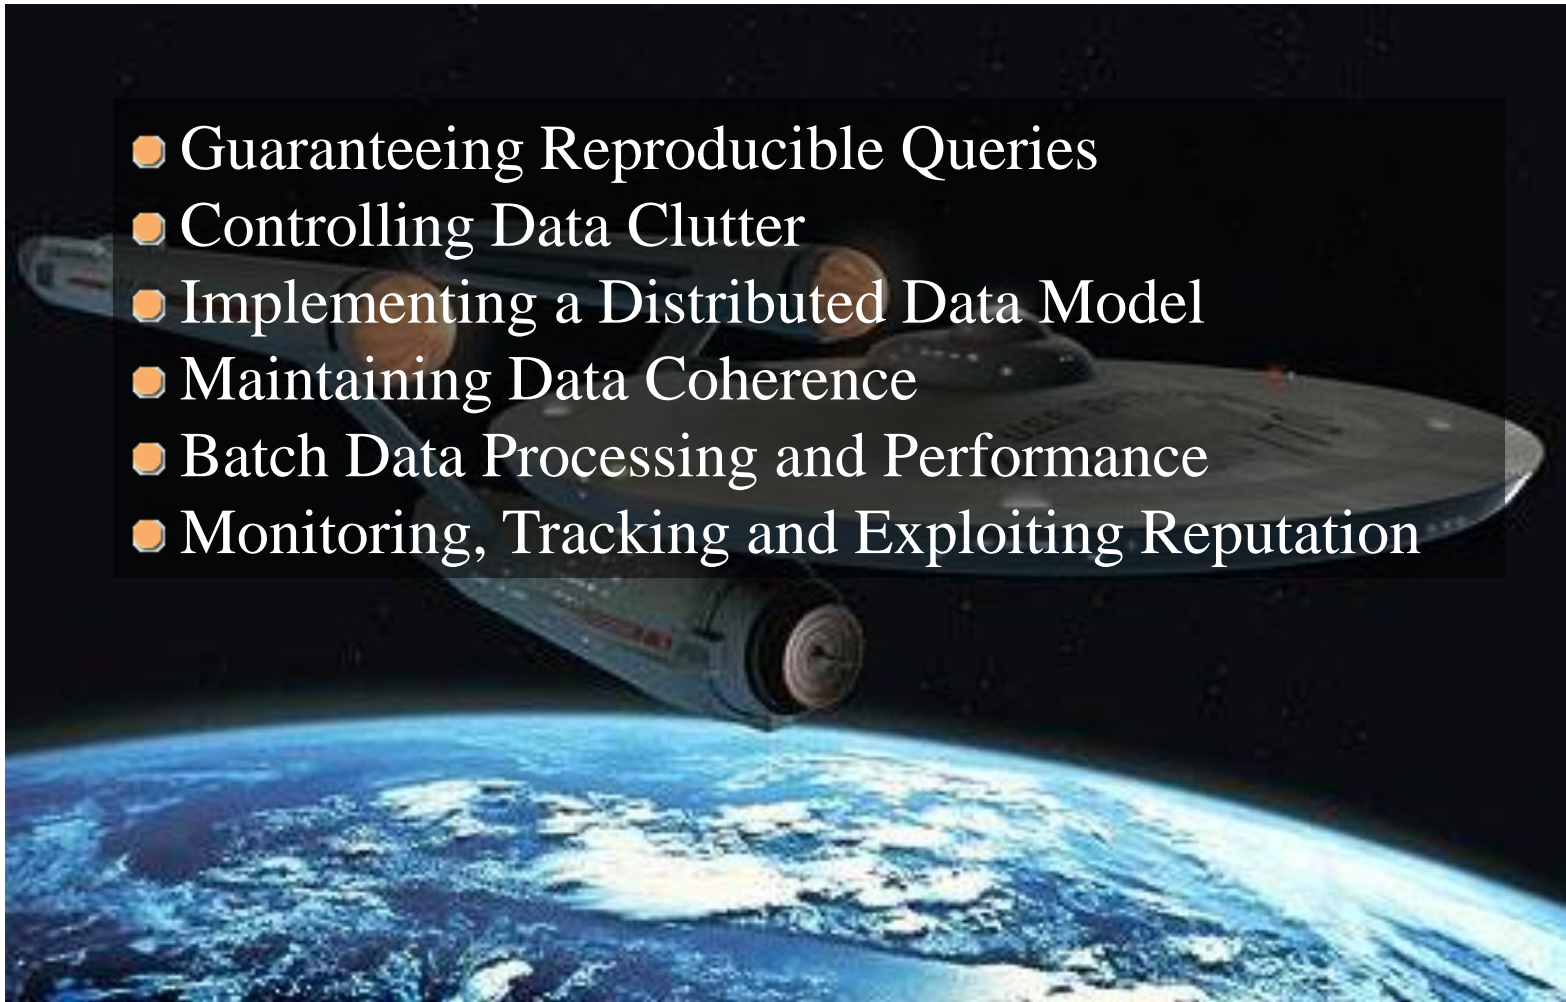 Guaranteeing Reproducible Queries
Controlling Data Clutter
Implementing a Distributed Data Model
Maintaining Data Coherence
Batch Data Processing and Performance
Monitoring, Tracking and Exploiting Reputation